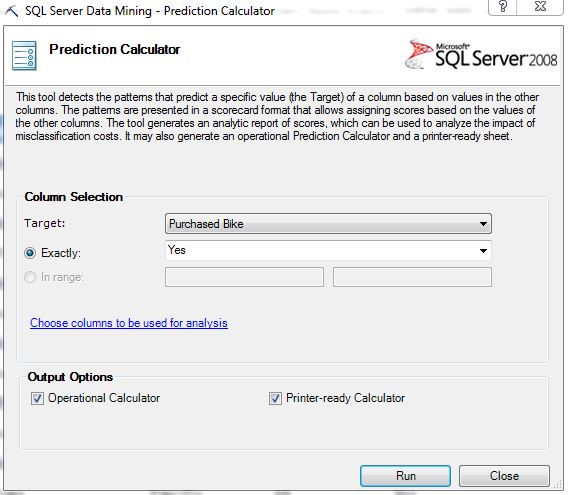 SQL Server Data Mining - Prediction Calculator
Prediction Calculator
Microsoft®
SQL Server 2008
This tool detects the patterns that predict a specific value (the Target) of a column based on values in the other
columns. The patterns are presented in a scorecard format that allows assigning scores based on the values of
the other columns. The tool generates an analytic report of scores, which can be used to analyze the impact of
misclassification costs. It may also generate an operational Prediction Calculator and a printer-ready sheet.
Column Selection
Target: Purchased Bike
Exactly: Yes
In range:
Choose columns to be used for analysis
Output Options
Operational Calculator Printer-ready Calculator
Run Close